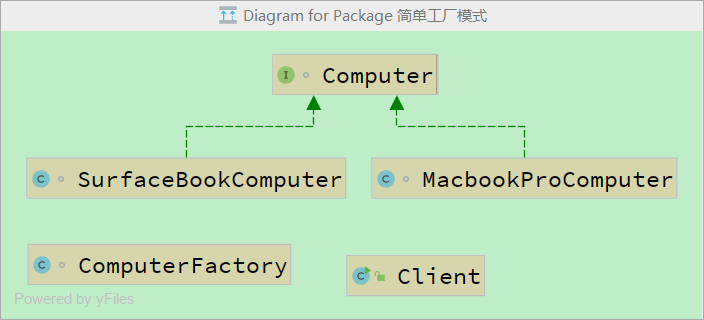 Diagram for Package 简单工厂模式
I Computer
C SurfaceBookComputer
C MacbookProComputer
C ComputerFactory
C Client
Powered by yFiles